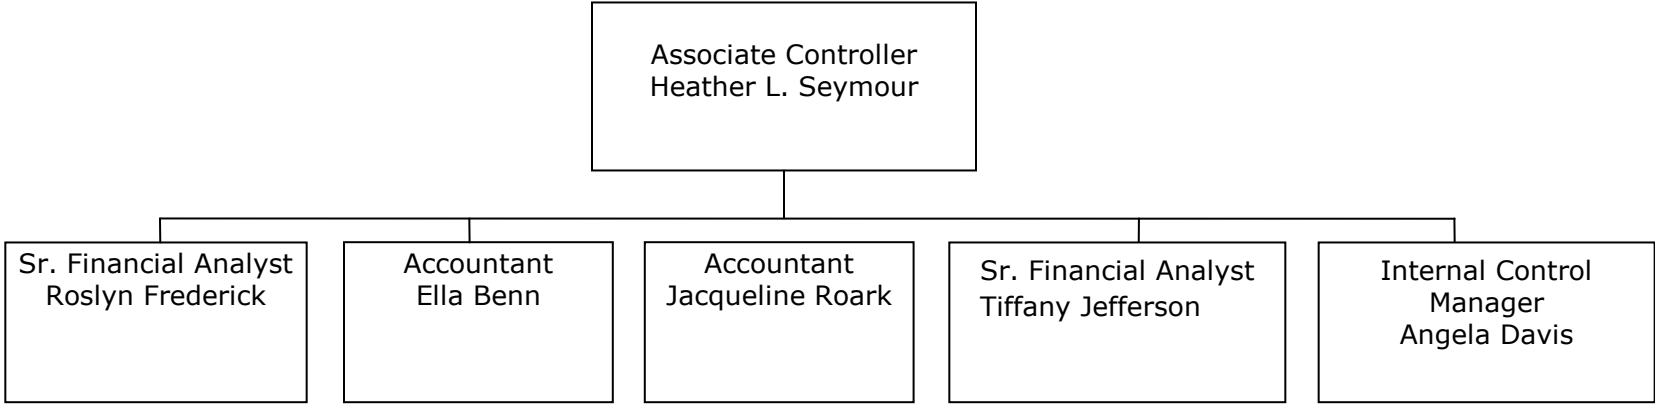 Associate Controller
Heather L. Seymour
Sr. Financial Analyst
Roslyn Frederick
Accountant
Ella Benn
Accountant
Jacqueline Roark
Sr. Financial Analyst
Tiffany Jefferson
Internal Control
Manager
Angela Davis